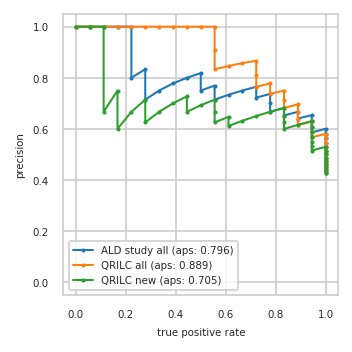 1.0
0.8
0.6
0.4
0.2
0.0
precision
ALD study all (aps: 0.796)
QRILC all (aps: 0.889)
QRILC new (aps: 0.705)
0.0 0.2 0.4 0.6 0.8 1.0
true positive rate